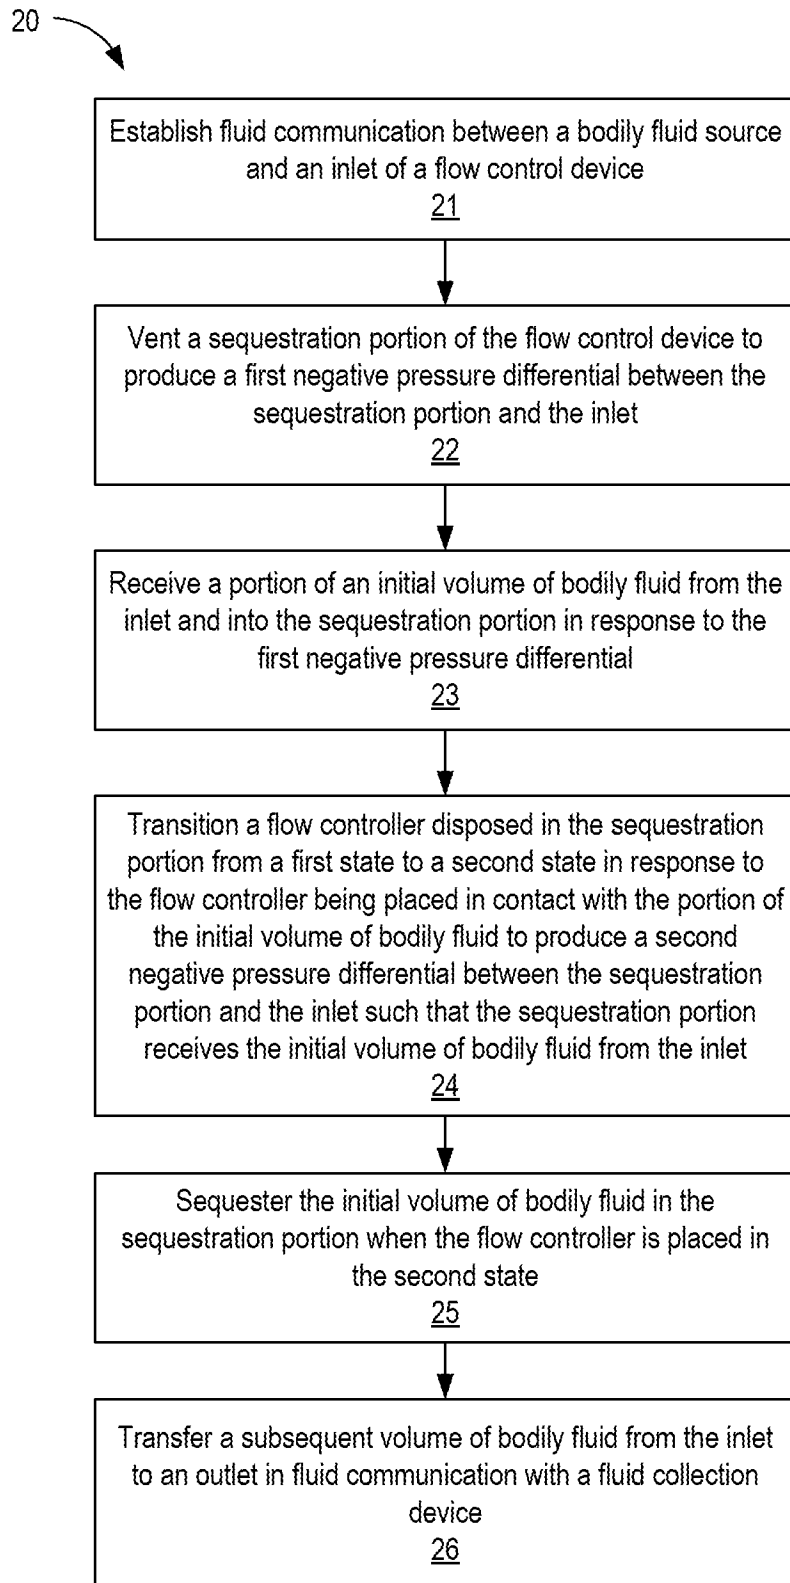 20
Establish fluid communication between a bodily fluid source
and an inlet of a flow control device
21
Vent a sequestration portion of the flow control device to
produce a first negative pressure differential between the
sequestration portion and the inlet
22
Receive a portion of an initial volume of bodily fluid from the
inlet and into the sequestration portion in response to the
first negative pressure differential
23
Transition a flow controller disposed in the sequestration
portion from a first state to a second state in response to
the flow controller being placed in contact with the portion of
the initial volume of bodily fluid to produce a second
negative pressure differential between the sequestration
portion and the inlet such that the sequestration portion
receives the initial volume of bodily fluid from the inlet
24
Sequester the initial volume of bodily fluid in the
sequestration portion when the flow controller is placed in
the second state
25
Transfer a subsequent volume of bodily fluid from the inlet
to an outlet in fluid communication with a fluid collection
device
26